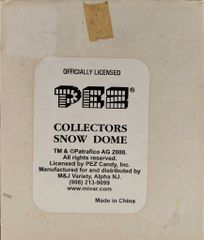 OFFICIALLY LICENSED
PEZ®
COLLECTORS
SNOW DOME
TM & ©Patrafico AG 2000.
All rights reserved.
Licensed by PEZ Candy, Inc.
Manufactured for and distributed by
M&J Variety, Alpha NJ.
(908) 213-9099
www.mivar.com
Made in China